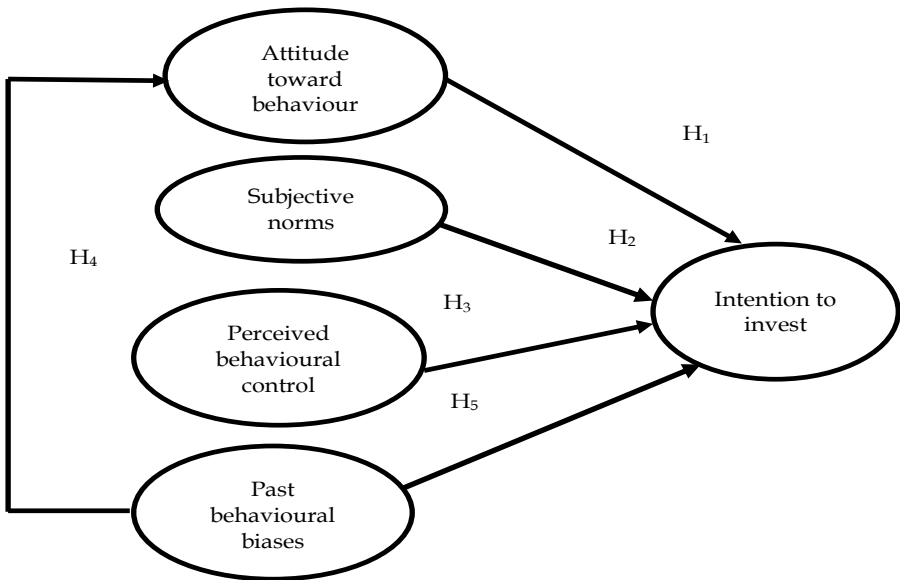 Attitude
toward
behaviour
H₁
Subjective
norms
H₂
H₄
Intention to
invest
H₃
Perceived
behavioural
control
H₅
Past
behavioural
biases